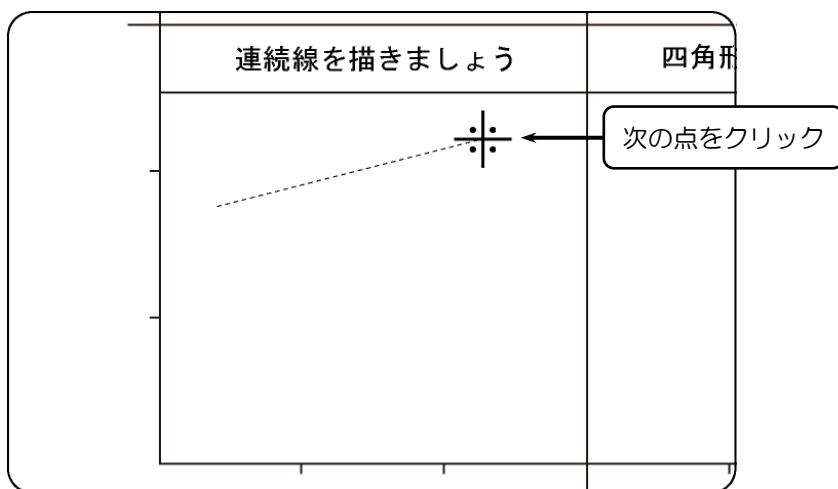 連続線を描きましょう
四角形
次の点をクリック